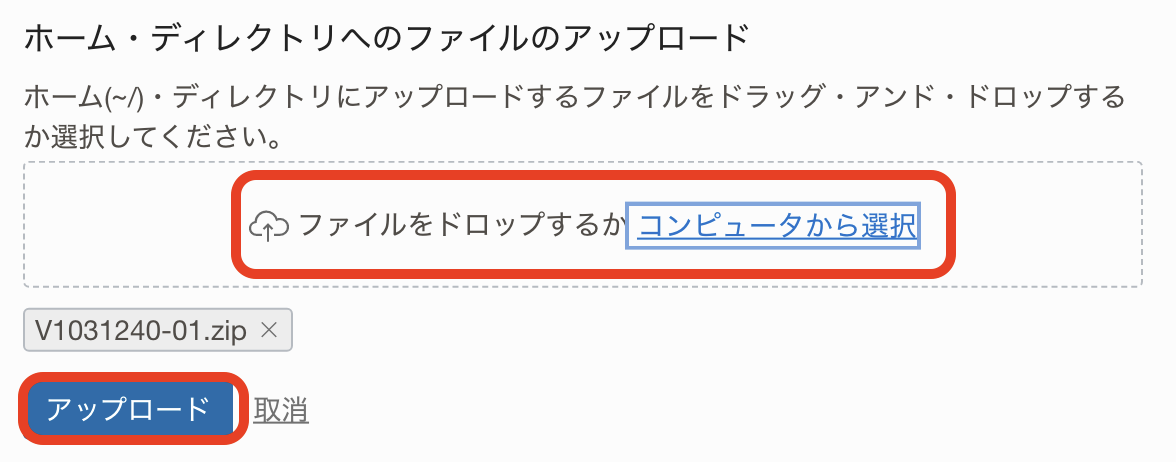 ホーム・ディレクトリへのファイルのアップロード
ホーム(~/)・ディレクトリにアップロードするファイルをドラッグ・アンド・ドロップする
か選択してください。
ファイルをドロップするか コンピュータから選択
V1031240-01.zip ×
アップロード 取消